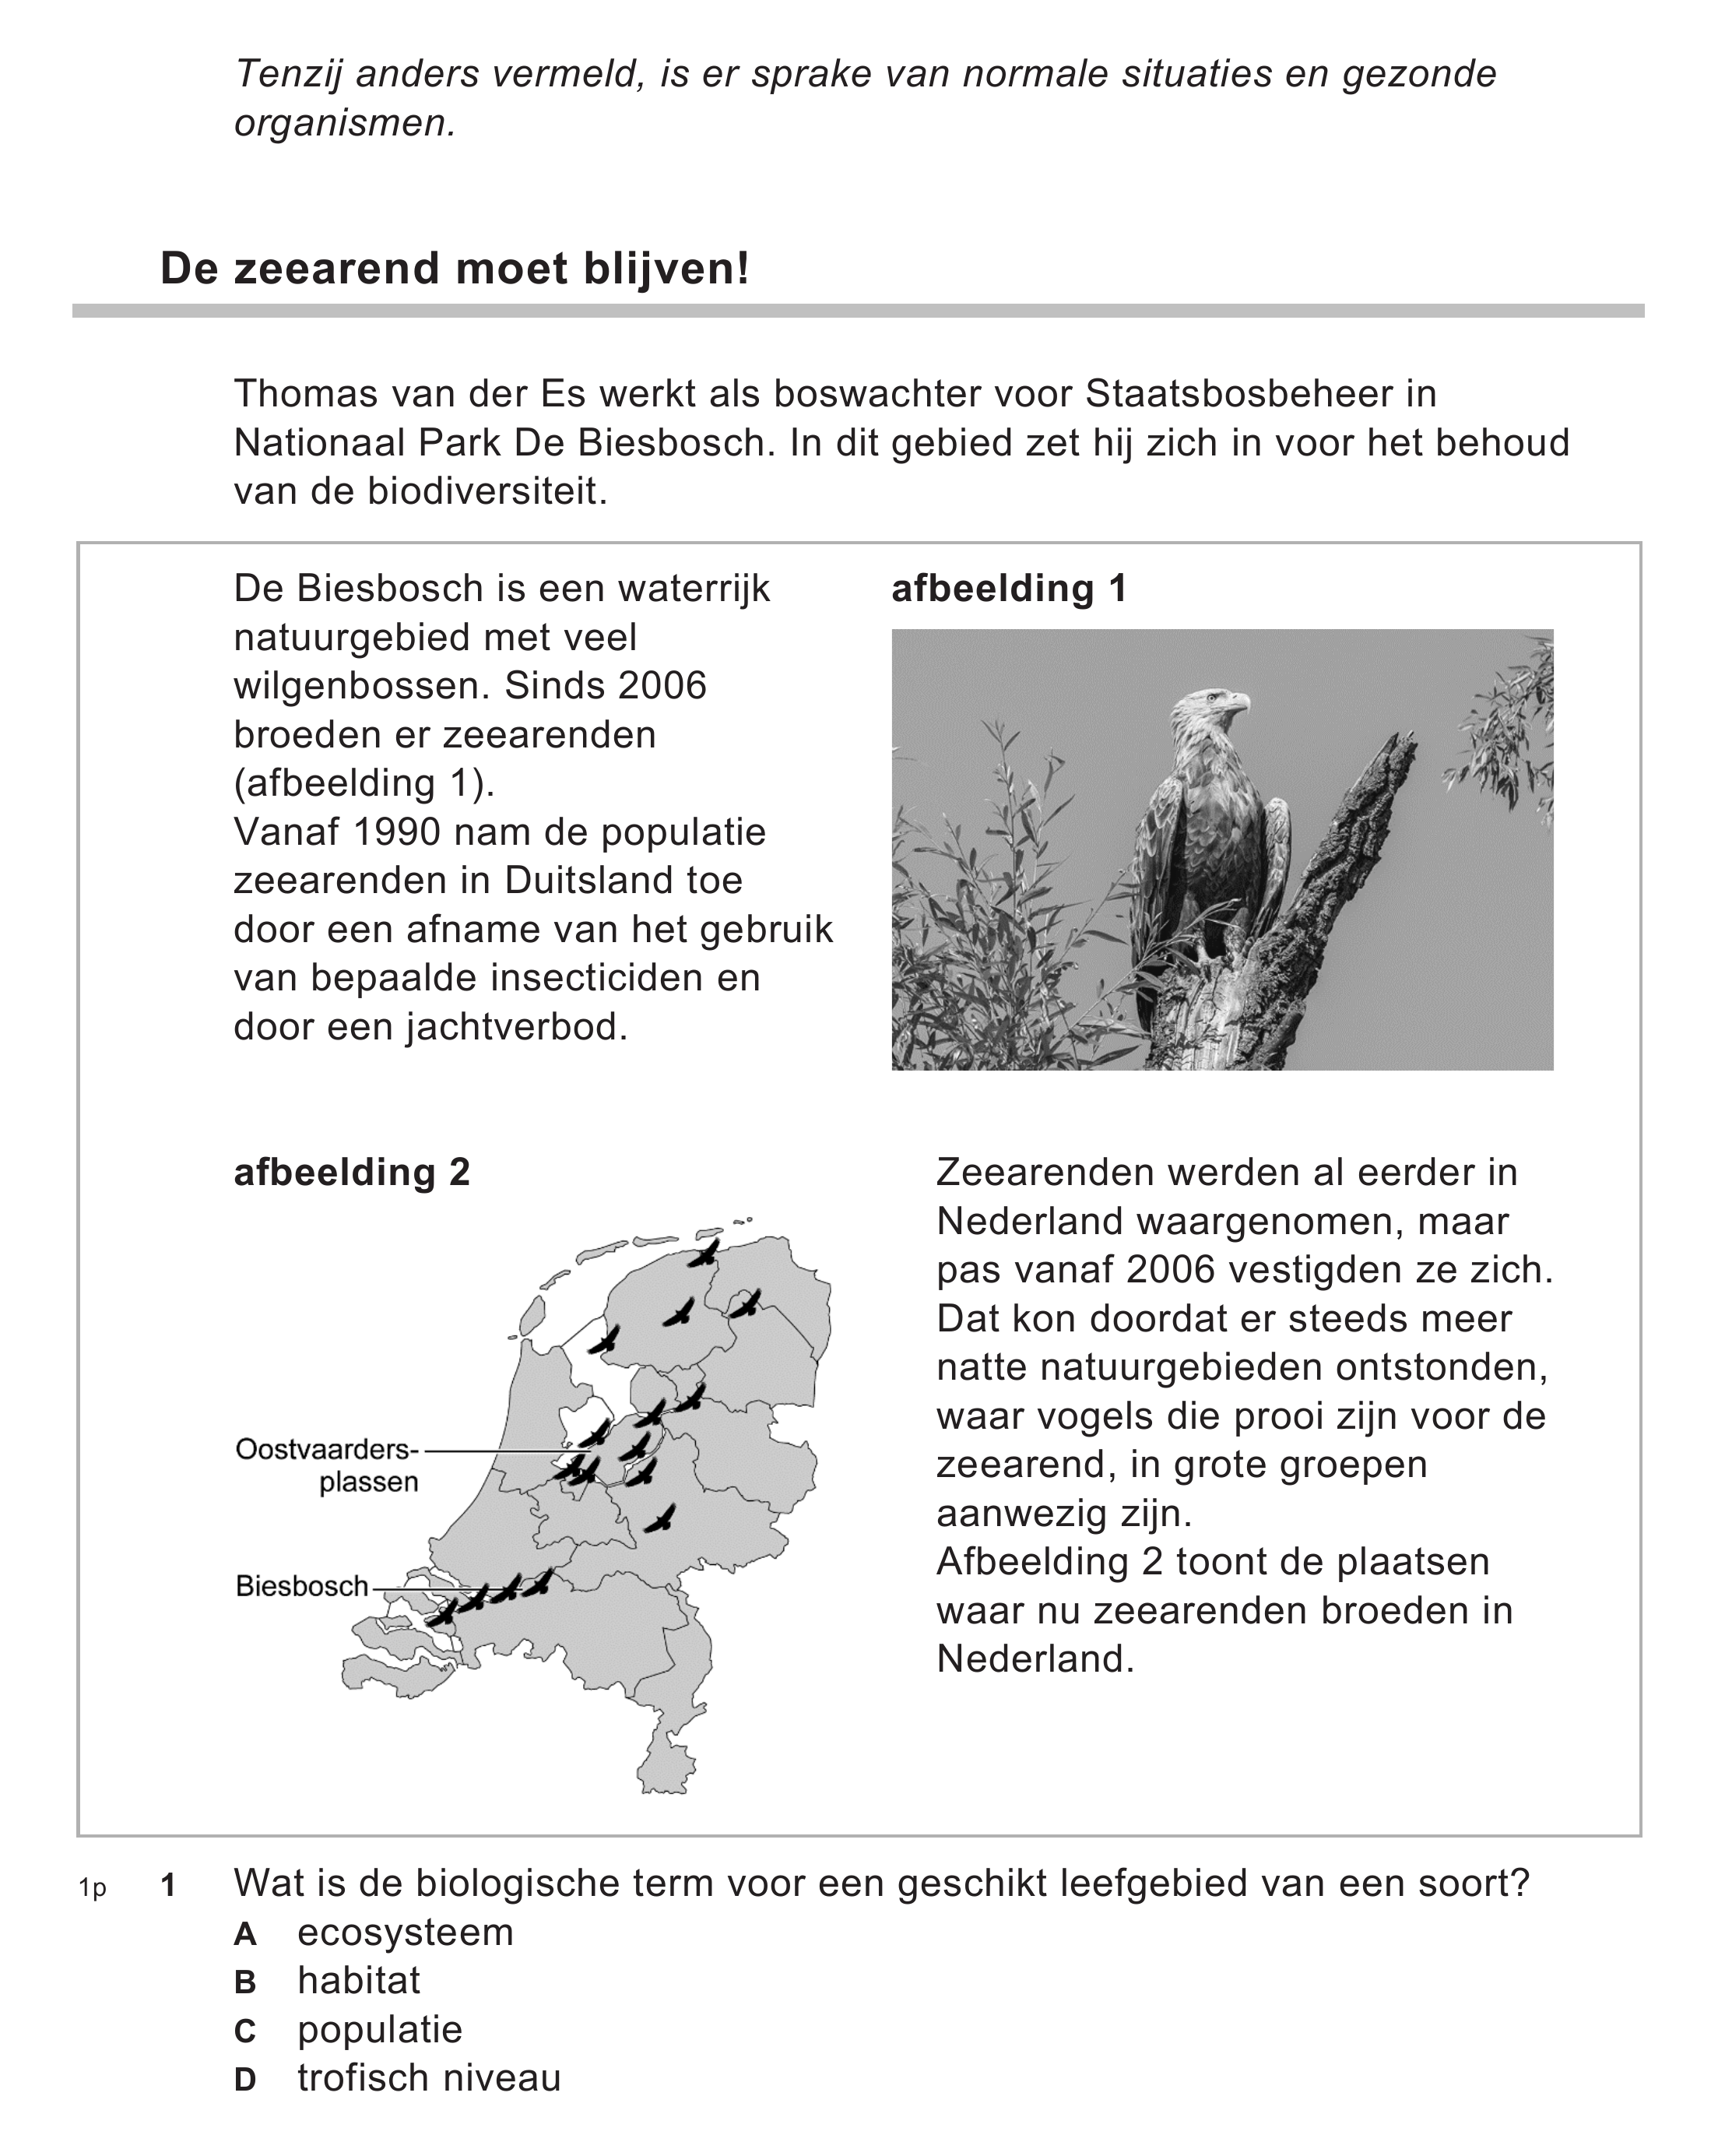 Tenzij anders vermeld, is er sprake van normale situaties en gezonde
organismen.
De zeearend moet blijven!
Thomas van der Es werkt als boswachter voor Staatsbosbeheer in
Nationaal Park De Biesbosch. In dit gebied zet hij zich in voor het behoud
van de biodiversiteit.
De Biesbosch is een waterrijk
natuurgebied met veel
wilgenbossen. Sinds 2006
broeden er zeearenden
(afbeelding 1).
Vanaf 1990 nam de populatie
zeearenden in Duitsland toe
door een afname van het gebruik
van bepaalde insecticiden en
door een jachtverbod.
afbeelding 1
afbeelding 2
Oostvaarders-
plassen
Biesbosch
Zeearenden werden al eerder in
Nederland waargenomen, maar
pas vanaf 2006 vestigden ze zich.
Dat kon doordat er steeds meer
natte natuurgebieden ontstonden,
waar vogels die prooi zijn voor de
zeearend, in grote groepen
aanwezig zijn.
Afbeelding 2 toont de plaatsen
waar nu zeearenden broeden in
Nederland.
1p 1 Wat is de biologische term voor een geschikt leefgebied van een soort?
A ecosysteem
B habitat
C populatie
D trofisch niveau